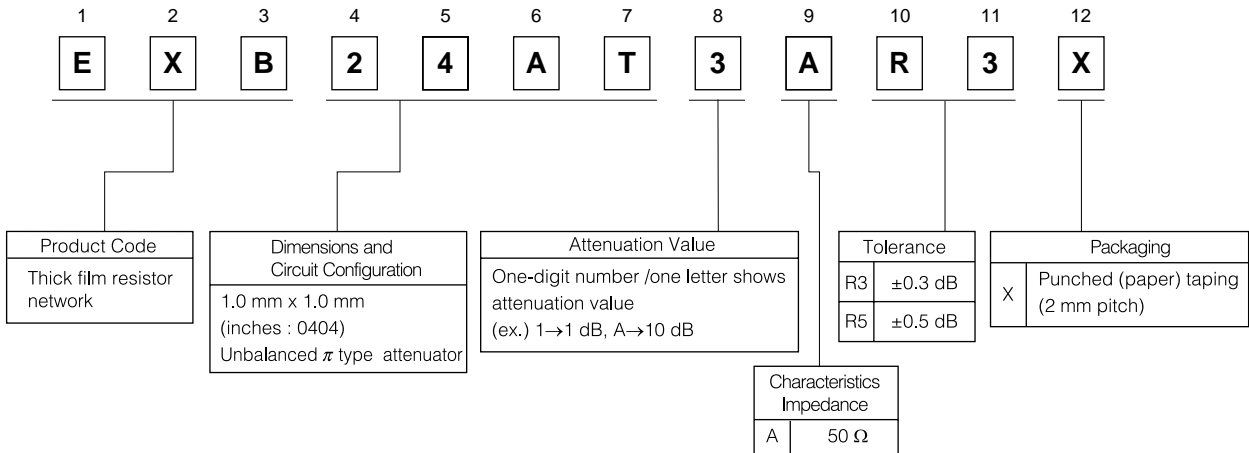 1 2 3 4 5 6 7 8 9 10 11 12
E X B 2 4 A T 3 A R 3 X
Product Code
Thick film resistor
network
Dimensions and
Circuit Configuration
1.0 mm x 1.0 mm
(inches : 0404)
Unbalanced π type attenuator
Attenuation Value
One-digit number /one letter shows
attenuation value
(ex.) 1→1 dB, A→10 dB
Characteristics
Impedance
A 50 Ω
Tolerance
R3 ±0.3 dB
R5 ±0.5 dB
Packaging
X Punched (paper) taping
(2 mm pitch)